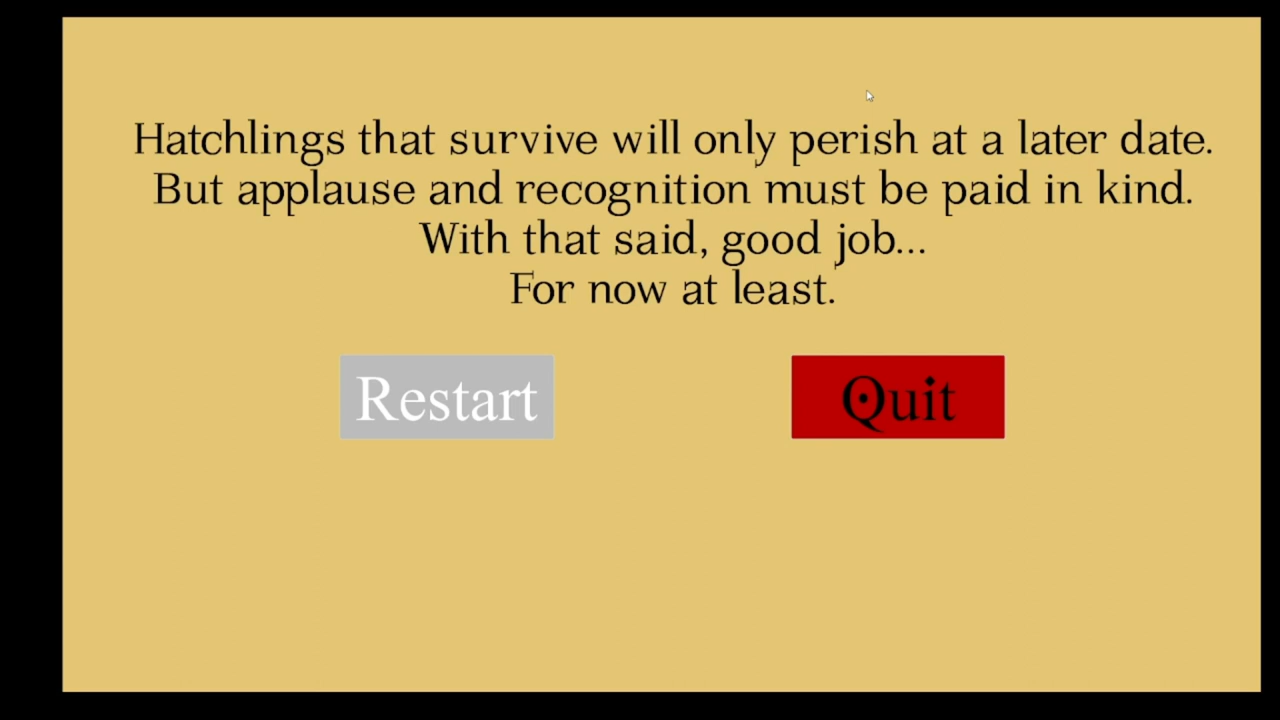 Hatchlings that survive will only perish at a later date.
But applause and recognition must be paid in kind.
With that said, good job...
For now at least.
Restart
Quit